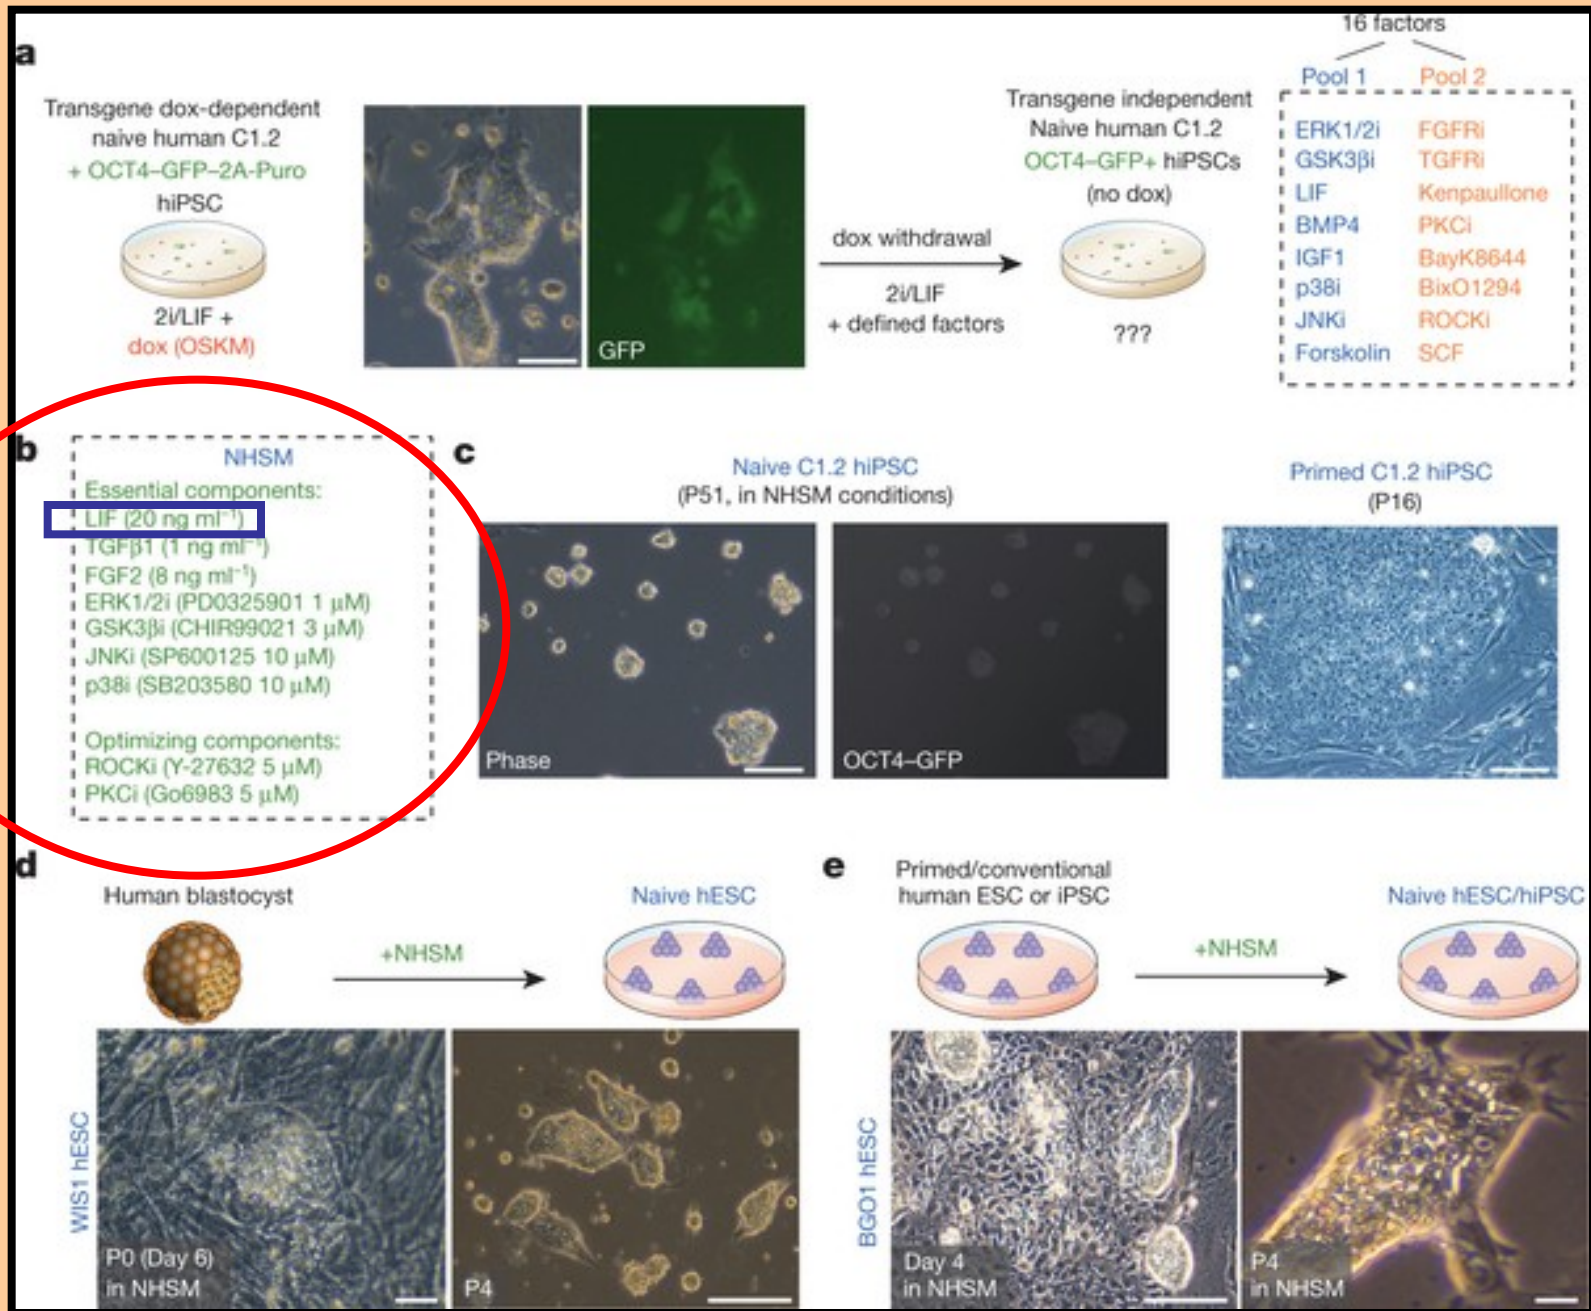 a
Transgene dox-dependent
naive human C1.2
+ OCT4–GFP–2A-Puro
hiPSC
2i/LIF +
dox (OSKM)
GFP
dox withdrawal
2i/LIF
+ defined factors
Transgene independent
Naive human C1.2
OCT4–GFP+ hiPSCs
(no dox)
???
16 factors
Pool 1 Pool 2
ERK1/2i FGFRi
GSK3βi TGFRi
LIF Kenpaullone
BMP4 PKCi
IGF1 BayK8644
p38i BixO1294
JNKi ROCKi
Forskolin SCF
b
NHSM
Essential components:
LIF (20 ng ml⁻¹)
TGFβ1 (1 ng ml⁻¹)
FGF2 (8 ng ml⁻¹)
ERK1/2i (PD0325901 1 μM)
GSK3βi (CHIR99021 3 μM)
JNKi (SP600125 10 μM)
p38i (SB203580 10 μM)
Optimizing components:
ROCKi (Y-27632 5 μM)
PKCi (Go6983 5 μM)
c
Naive C1.2 hiPSC
(P51, in NHSM conditions)
Phase
OCT4–GFP
Primed C1.2 hiPSC
(P16)
d
Human blastocyst
+NHSM
Naive hESC
WIS1 hESC
P0 (Day 6)
in NHSM
P4
e
Primed/conventional
human ESC or iPSC
+NHSM
Naive hESC/hiPSC
BGO1 hESC
Day 4
in NHSM
P4
in NHSM